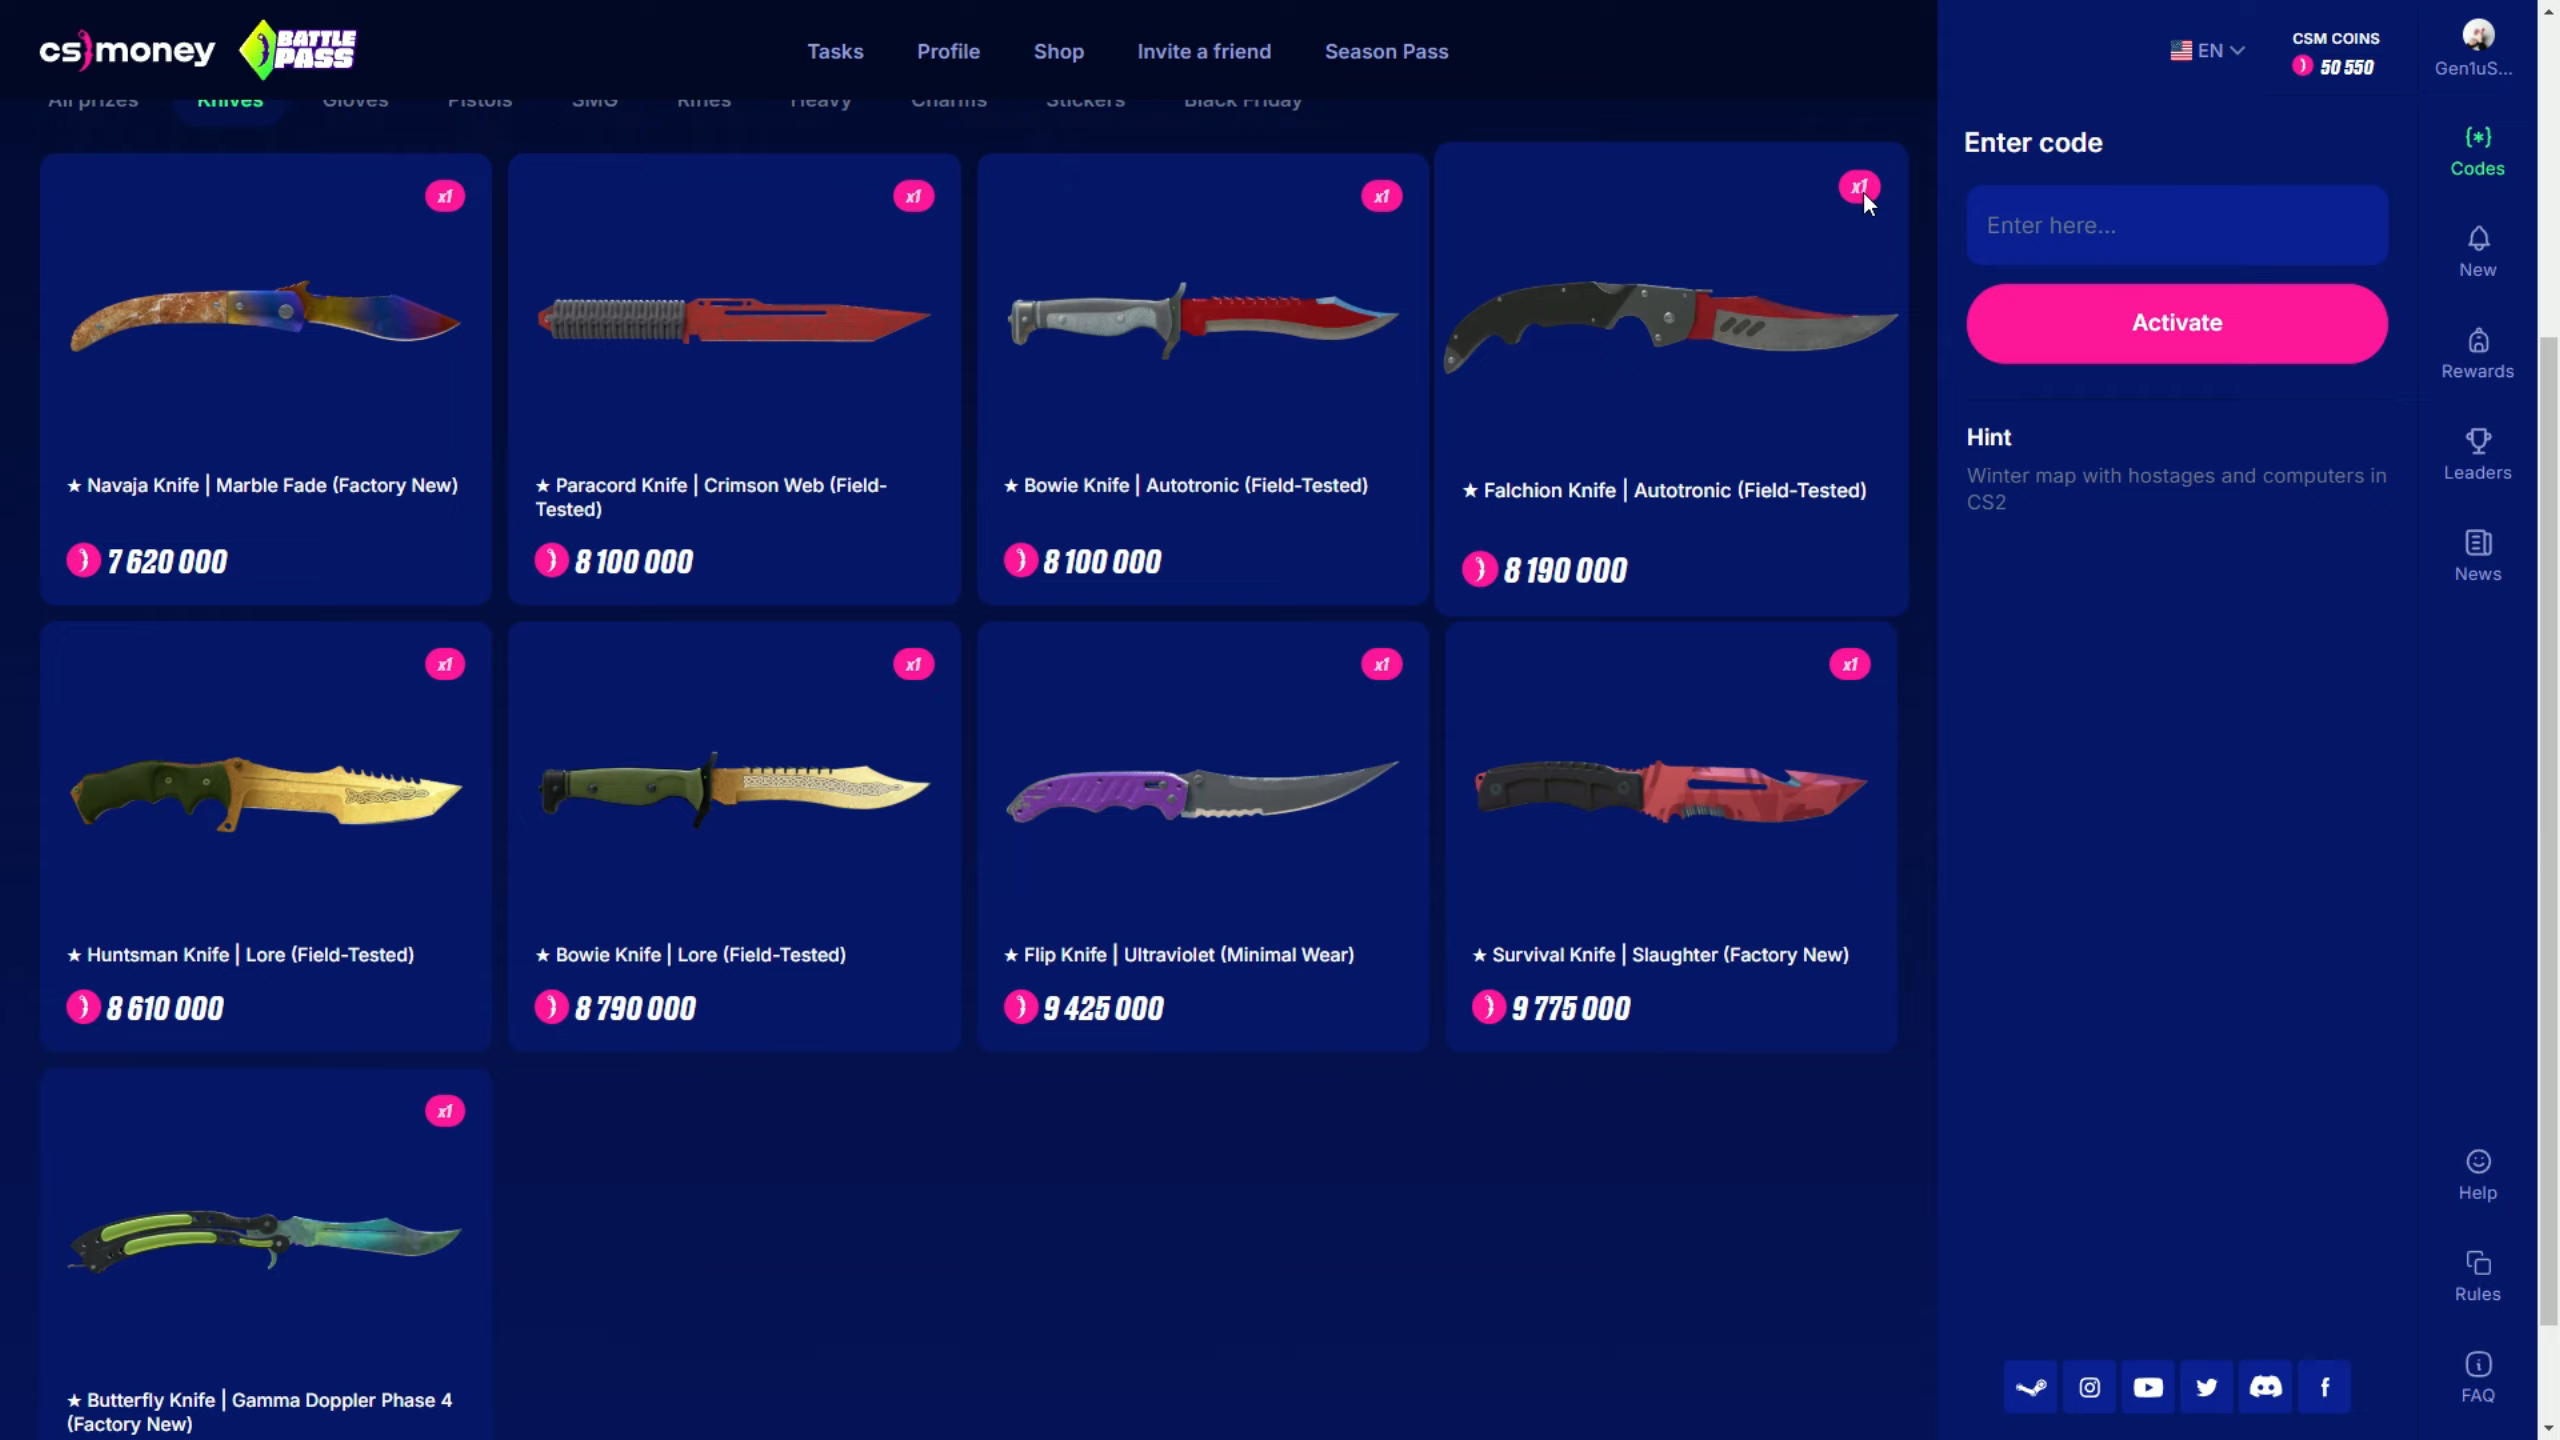 cs money BATTLE PASS
Tasks Profile Shop Invite a friend Season Pass
EN
CSM COINS
50 550
Gen1uS...
All prizes Knives Gloves Pistols SMG Rifles Heavy Charms Stickers Black Friday
x1
★ Navaja Knife | Marble Fade (Factory New)
7 620 000
x1
★ Paracord Knife | Crimson Web (Field-
Tested)
8 100 000
x1
★ Bowie Knife | Autotronic (Field-Tested)
8 100 000
x1
★ Falchion Knife | Autotronic (Field-Tested)
8 190 000
x1
★ Huntsman Knife | Lore (Field-Tested)
8 610 000
x1
★ Bowie Knife | Lore (Field-Tested)
8 790 000
x1
★ Flip Knife | Ultraviolet (Minimal Wear)
9 425 000
x1
★ Survival Knife | Slaughter (Factory New)
9 775 000
x1
★ Butterfly Knife | Gamma Doppler Phase 4
(Factory New)
Enter code
Enter here...
Activate
Hint
Winter map with hostages and computers in
CS2
Codes
New
Rewards
Leaders
News
Help
Rules
FAQ